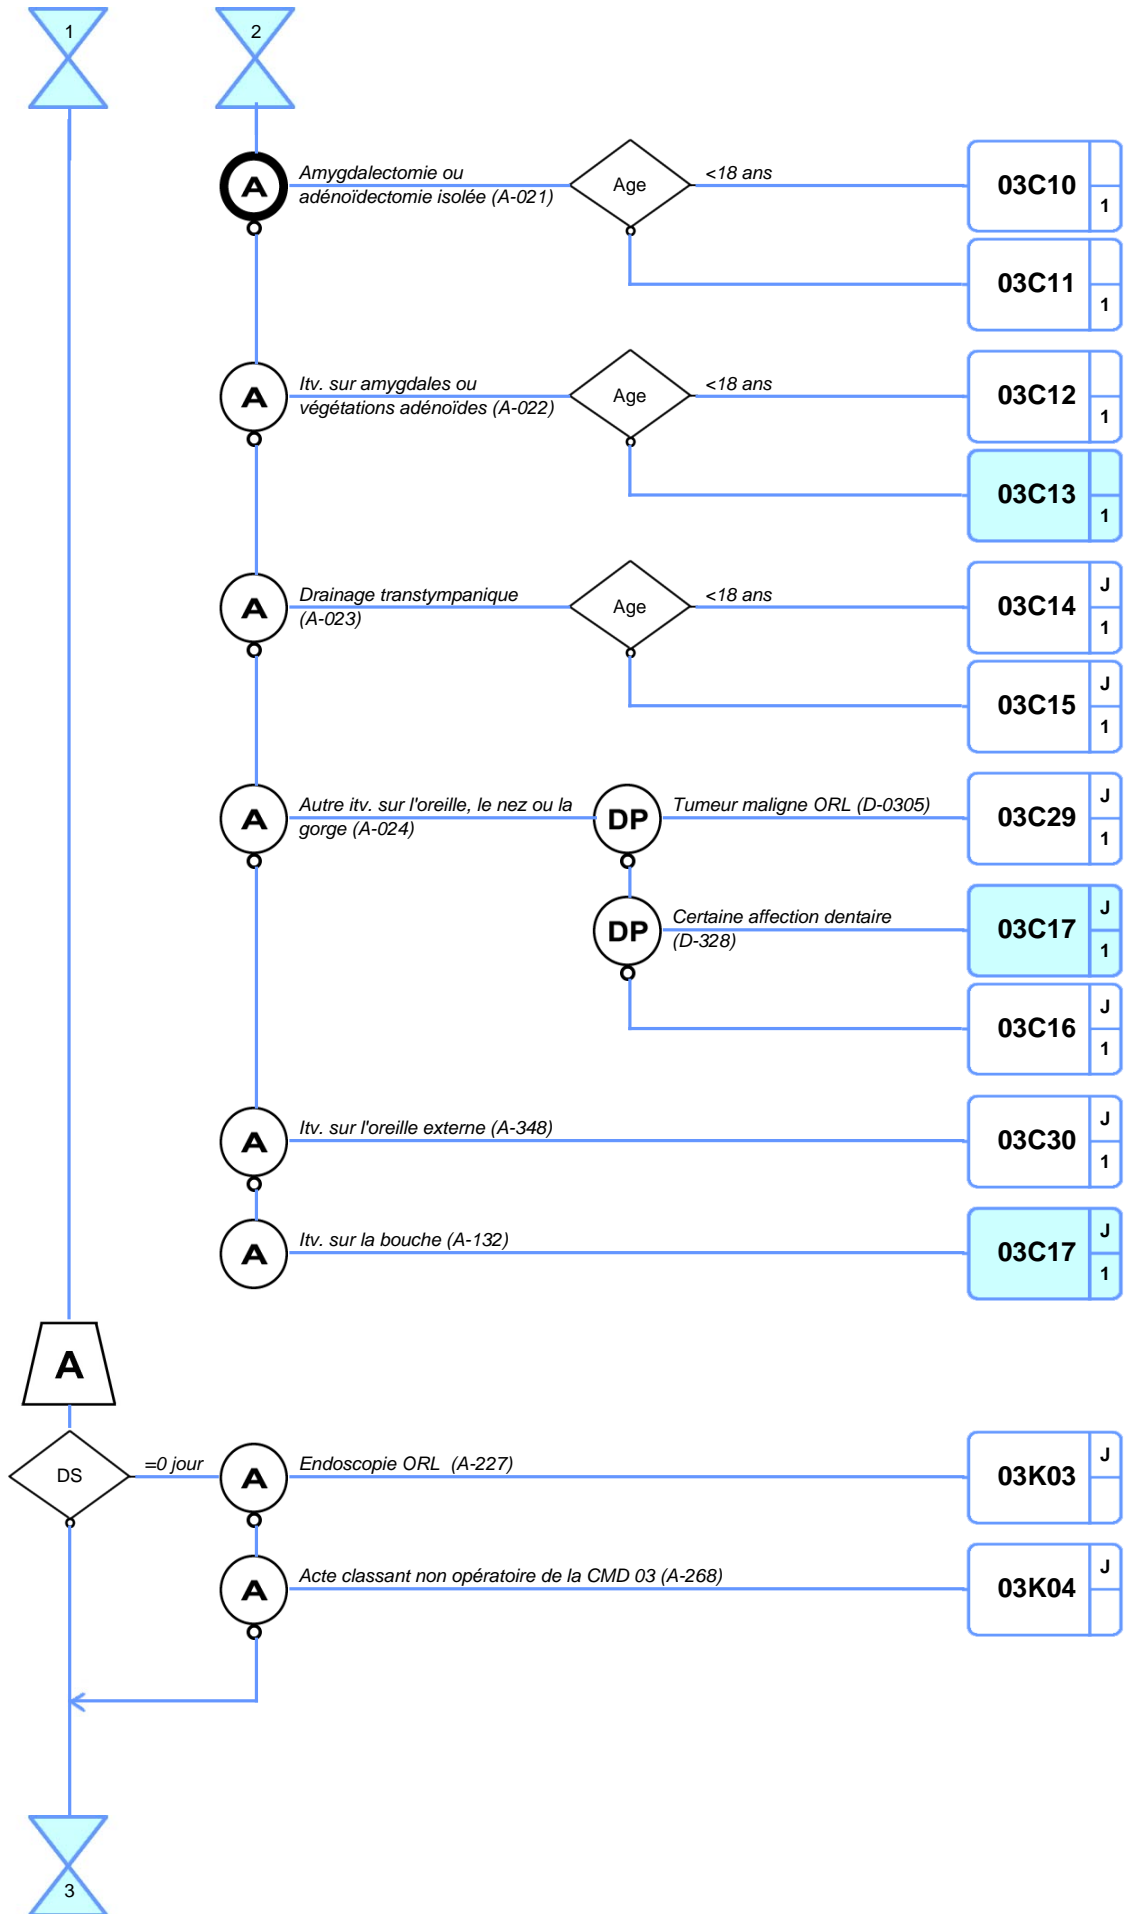 1
2
A
Amygdalectomie ou
adénoïdectomie isolée (A-021)
Age
<18 ans
03C10
1
03C11
1
A
Itv. sur amygdales ou
végétations adénoïdes (A-022)
Age
<18 ans
03C12
1
03C13
1
A
Drainage transtympanique
(A-023)
Age
<18 ans
03C14
J
1
03C15
J
1
A
Autre itv. sur l'oreille, le nez ou la
gorge (A-024)
DP
Tumeur maligne ORL (D-0305)
03C29
J
1
DP
Certaine affection dentaire
(D-328)
03C17
J
1
03C16
J
1
A
Itv. sur l'oreille externe (A-348)
03C30
J
1
A
Itv. sur la bouche (A-132)
03C17
J
1
A
DS
=0 jour
A
Endoscopie ORL (A-227)
03K03
J
A
Acte classant non opératoire de la CMD 03 (A-268)
03K04
J
3